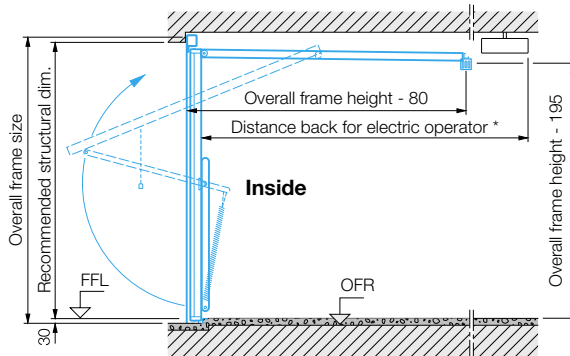 Overall frame size
Recommended structural dim.
Overall frame height - 80
Distance back for electric operator *
Overall frame height - 195
Inside
FFL
OFR
30